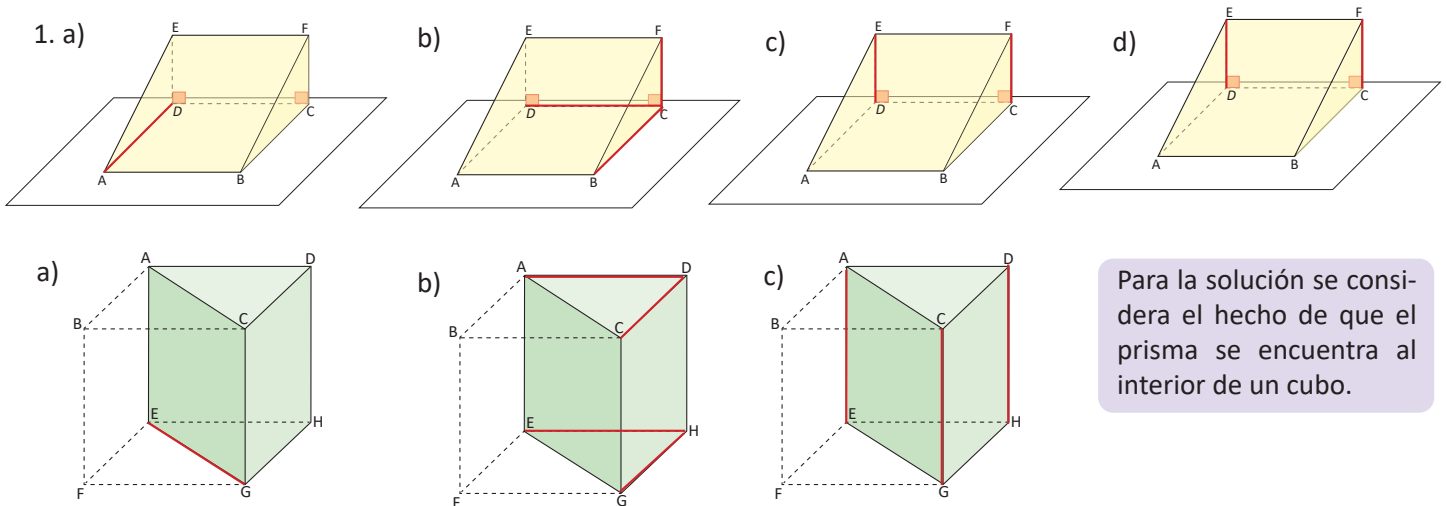 1. a)
E
F
D
C
A
B
b)
E
F
D
C
A
B
c)
E
F
D
C
A
B
d)
E
F
D
C
A
B
a)
A
D
B
C
E
H
F
G
b)
A
D
B
C
E
H
F
G
c)
A
D
B
C
E
H
F
G
Para la solución se consi-
dera el hecho de que el
prisma se encuentra al
interior de un cubo.